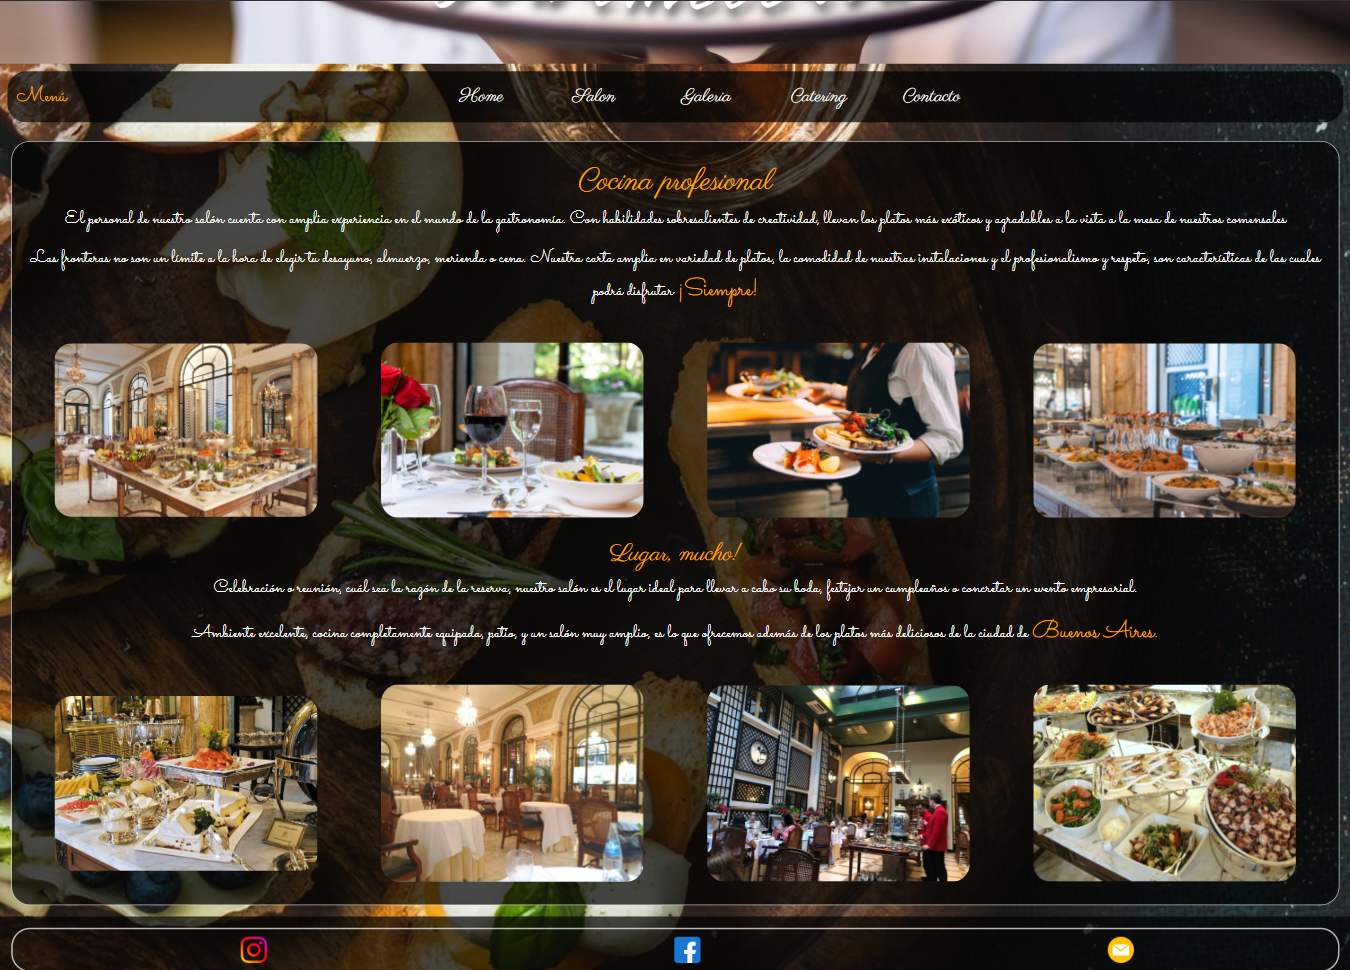 Menú
Home Salon Galeria Catering Contacto
Cocina profesional
El personal de nuestro salón cuenta con amplia experiencia en el mundo de la gastronomía. Con habilidades sobresalientes de creatividad, llevan los platos más exóticos y agradables a la vista a la mesa de nuestros comensales
Las fronteras no son un límite a la hora de elegir tu desayuno, almuerzo, merienda o cena. Nuestra carta amplia en variedad de platos, la comodidad de nuestras instalaciones y el profesionalismo y respeto, son características de las cuales
podrá disfrutar ¡Siempre!
Lugar, mucho!
Celebración o reunión, cuál sea la razón de la reserva, nuestro salón es el lugar ideal para llevar a cabo su boda, festejar un cumpleaños o concretar un evento empresarial.
Ambiente excelente, cocina completamente equipada, patio, y un salón muy amplio, es lo que ofrecemos además de los platos más deliciosos de la ciudad de Buenos Aires.